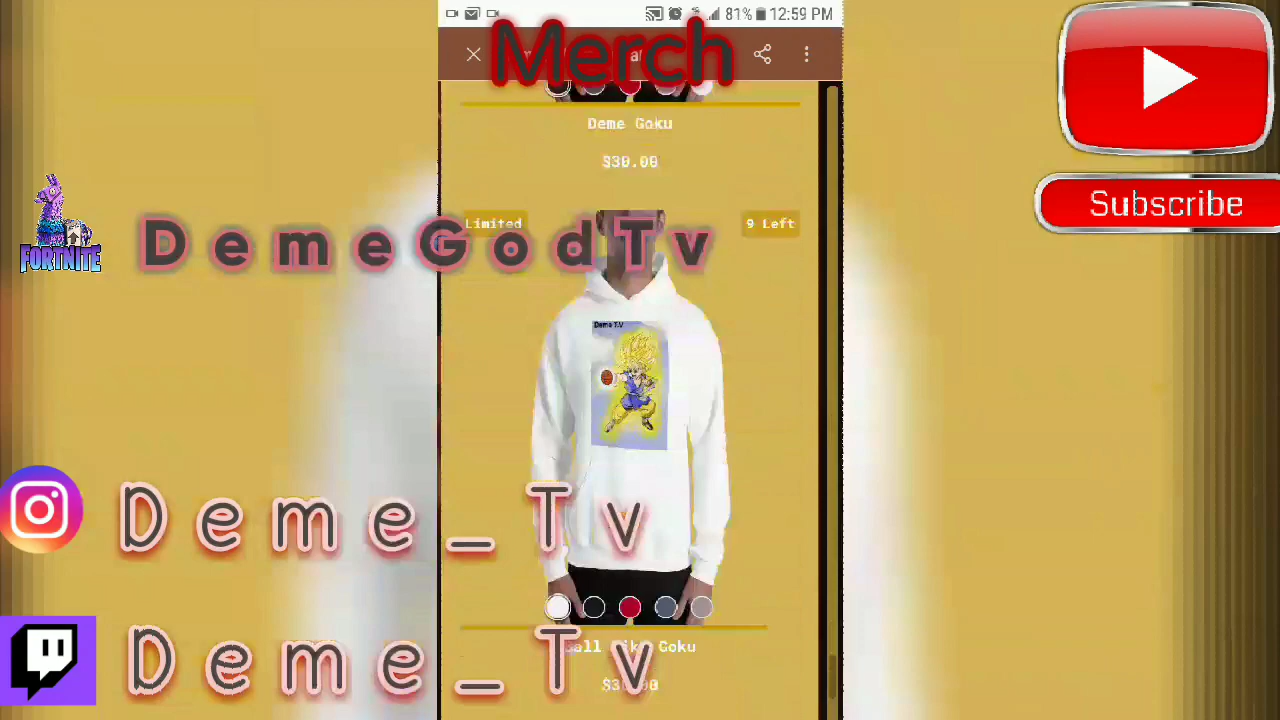 81% 12:59 PM
Merch
Deme Goku
$30.00
Limited
9 Left
FORTNITE
DemeGodTv
Subscribe
Deme T.V
Deme_Tv
Goku
Deme_Tv